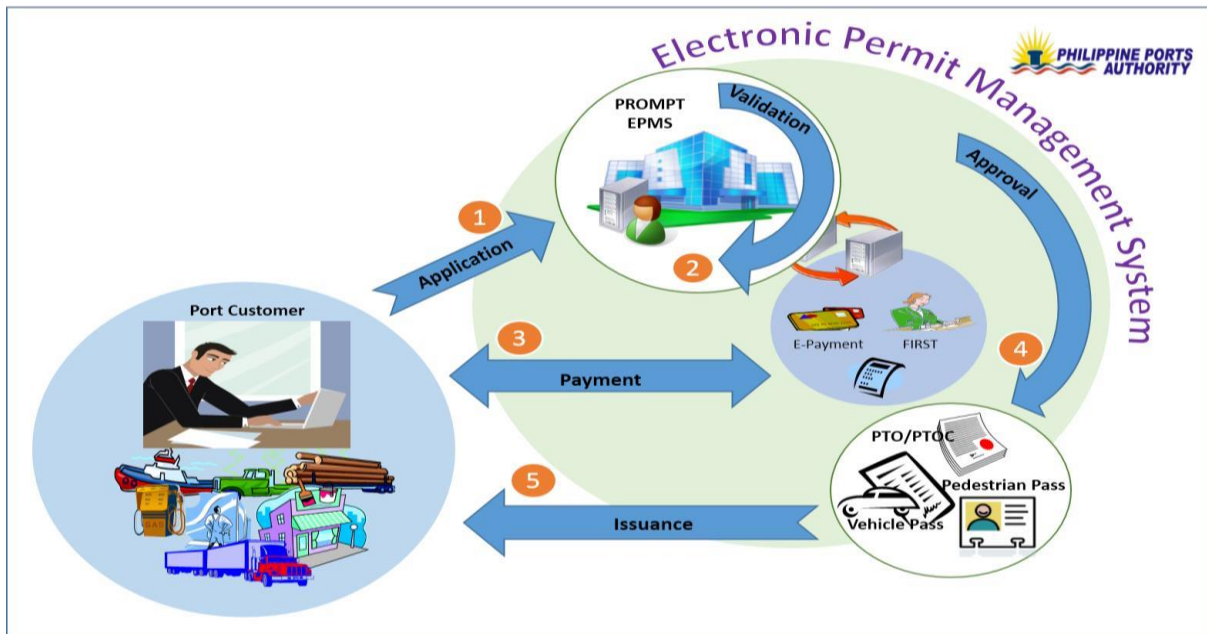 Electronic Permit Management System
PHILIPPINE PORTS
AUTHORITY
PROMPT
EPMS
Validation
Approval
1
Application
2
Port Customer
E-Payment
FIRST
3
Payment
4
PTO/PTOC
Pedestrian Pass
Vehicle Pass
5
Issuance
GAS